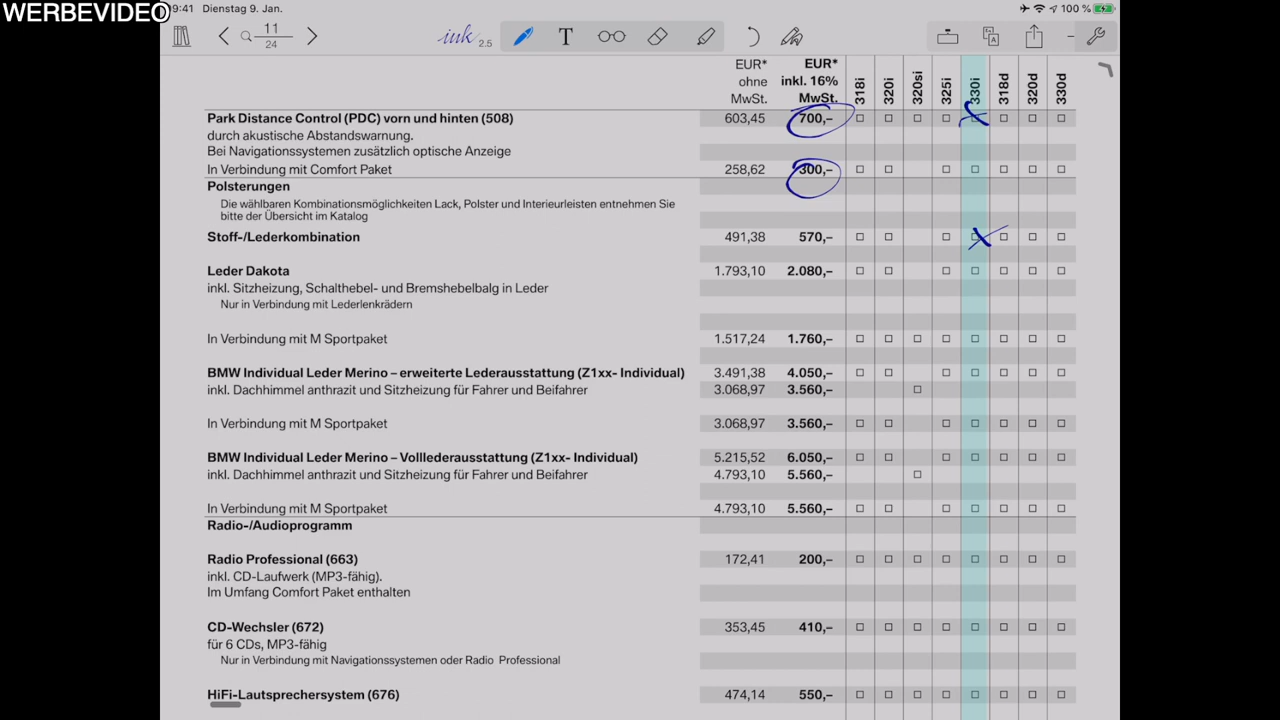 WERBEVIDEO
09:41 Dienstag 9. Jan. 100 %
11
24
ink 2.5
T
A
EUR* ohne MwSt. EUR* inkl. 16% MwSt. 318i 320i 320si 325i 330i 318d 320d 330d
Park Distance Control (PDC) vorn und hinten (508) 603,45 700,–
durch akustische Abstandswarnung.
Bei Navigationssystemen zusätzlich optische Anzeige
In Verbindung mit Comfort Paket 258,62 300,–
Polsterungen
Die wählbaren Kombinationsmöglichkeiten Lack, Polster und Interieurleisten entnehmen Sie
bitte der Übersicht im Katalog
Stoff-/Lederkombination 491,38 570,–
Leder Dakota 1.793,10 2.080,–
inkl. Sitzheizung, Schalthebel- und Bremshebelbalg in Leder
Nur in Verbindung mit Lederlenkrädern
In Verbindung mit M Sportpaket 1.517,24 1.760,–
BMW Individual Leder Merino – erweiterte Lederausstattung (Z1xx- Individual) 3.491,38 4.050,–
inkl. Dachhimmel anthrazit und Sitzheizung für Fahrer und Beifahrer 3.068,97 3.560,–
In Verbindung mit M Sportpaket 3.068,97 3.560,–
BMW Individual Leder Merino – Volllederausstattung (Z1xx- Individual) 5.215,52 6.050,–
inkl. Dachhimmel anthrazit und Sitzheizung für Fahrer und Beifahrer 4.793,10 5.560,–
In Verbindung mit M Sportpaket 4.793,10 5.560,–
Radio-/Audioprogramm
Radio Professional (663) 172,41 200,–
inkl. CD-Laufwerk (MP3-fähig).
Im Umfang Comfort Paket enthalten
CD-Wechsler (672) 353,45 410,–
für 6 CDs, MP3-fähig
Nur in Verbindung mit Navigationssystemen oder Radio Professional
HiFi-Lautsprechersystem (676) 474,14 550,–